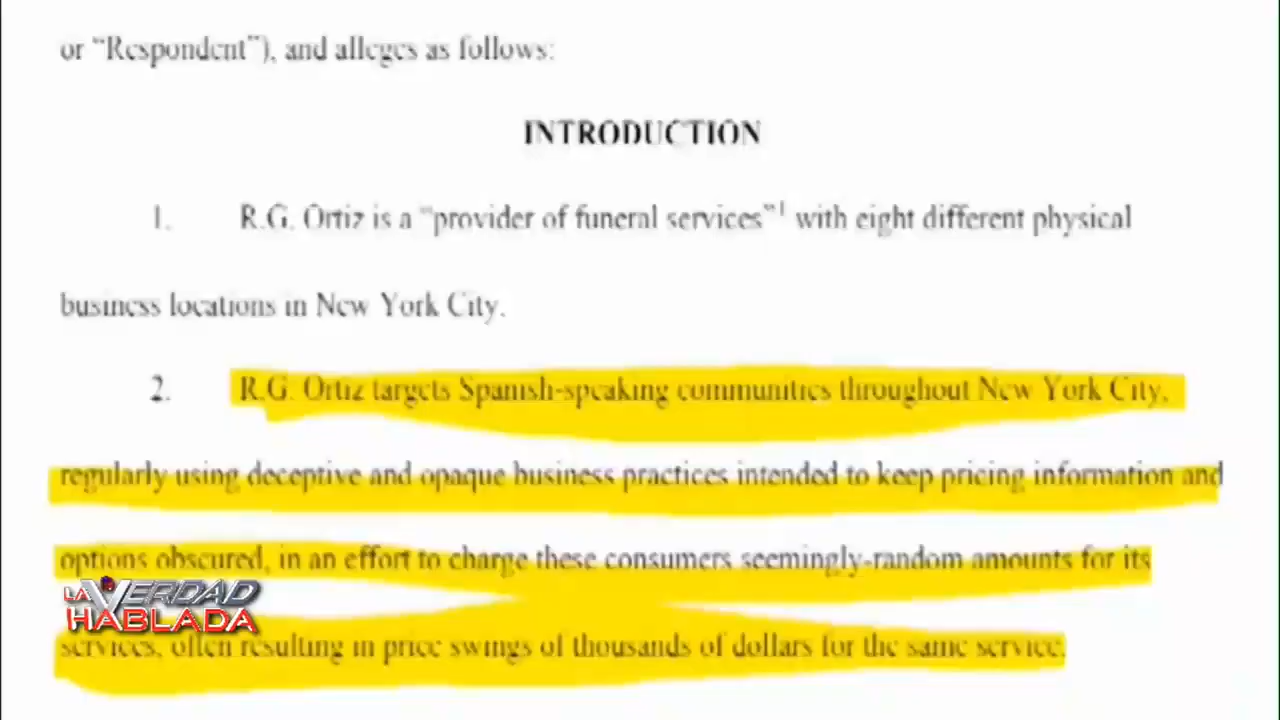 or “Respondent”), and alleges as follows:
INTRODUCTION
1. R.G. Ortiz is a “provider of funeral services”¹ with eight different physical
business locations in New York City.
2. R.G. Ortiz targets Spanish-speaking communities throughout New York City,
regularly using deceptive and opaque business practices intended to keep pricing information and
options obscured, in an effort to charge these consumers seemingly-random amounts for its
LA VERDAD
HABLADA
services, often resulting in price swings of thousands of dollars for the same service.